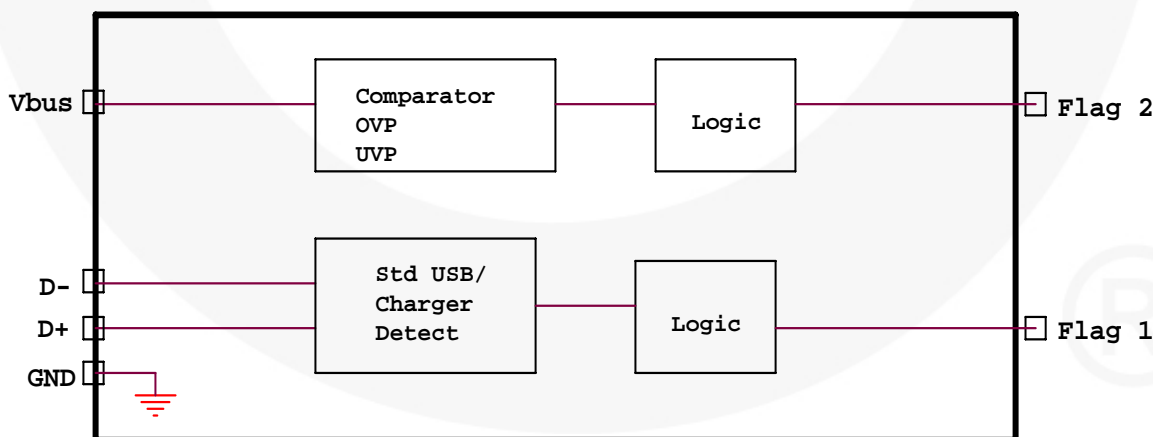 Vbus
Comparator
OVP
UVP
Logic
Flag 2
D-
D+
GND
Std USB/
Charger
Detect
Logic
Flag 1
®